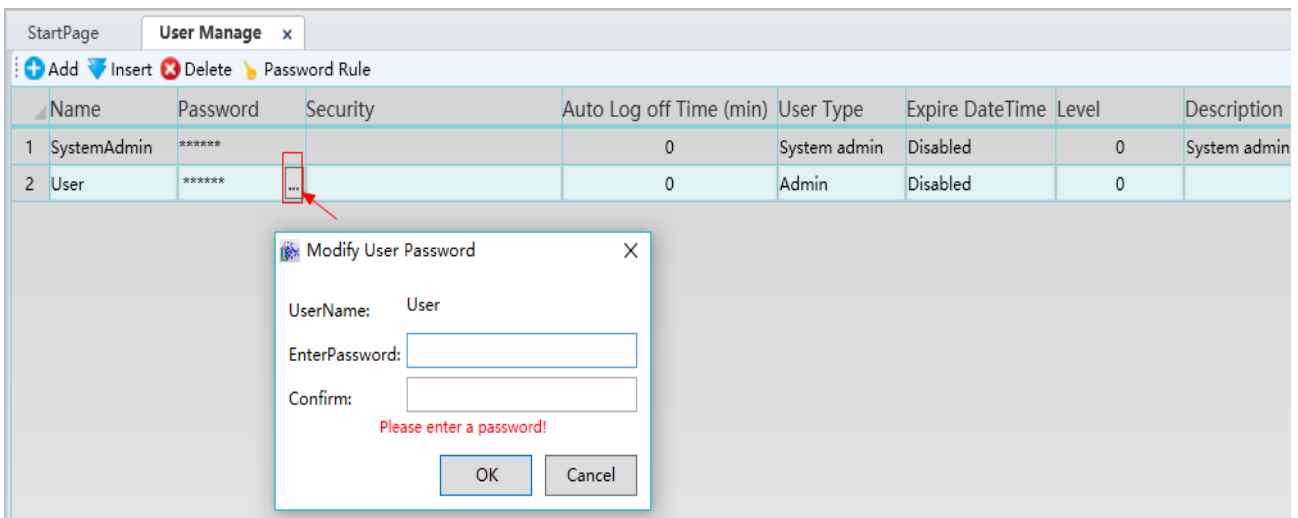 StartPage User Manage x
Add Insert Delete Password Rule
Name Password Security Auto Log off Time (min) User Type Expire DateTime Level Description
1 SystemAdmin ****** 0 System admin Disabled 0 System admin
2 User ****** ... 0 Admin Disabled 0
Modify User Password X
UserName: User
EnterPassword:
Confirm:
Please enter a password!
OK Cancel